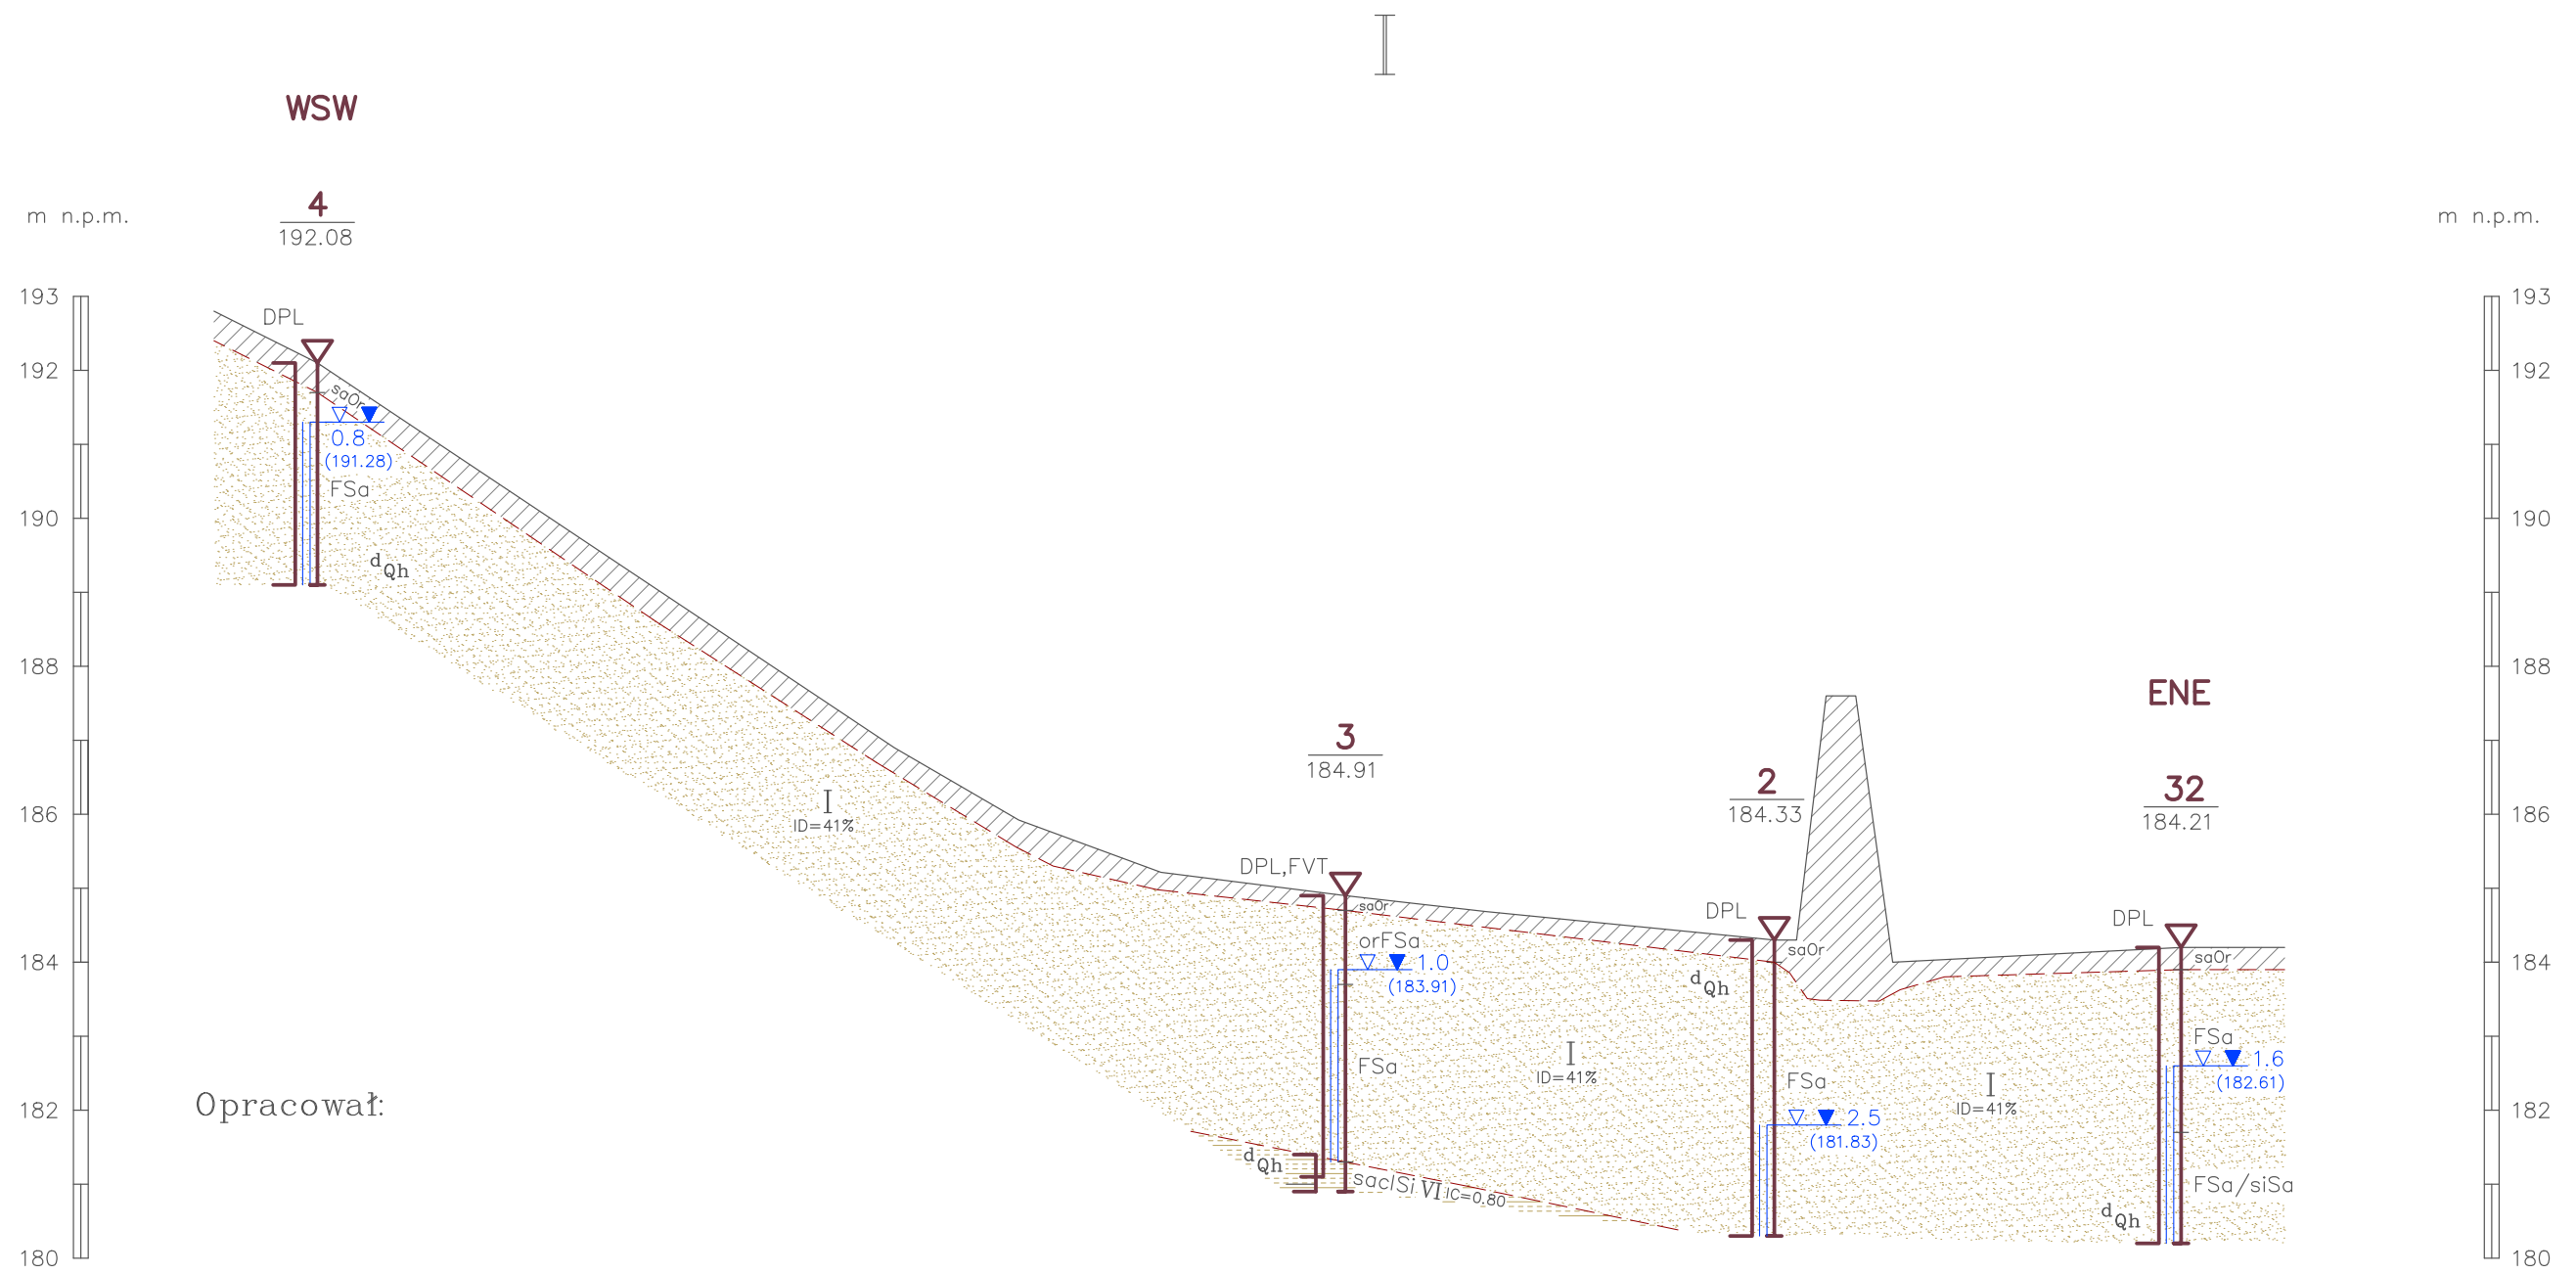 I
WSW
4
192.08
m n.p.m.
m n.p.m.
193
193
DPL
192
192
saOr
0.8
(191.28)
FSa
190
190
dQh
188
188
ENE
3
184.91
2
184.33
32
184.21
186
186
I
ID=41%
DPL,FVT
saOr
DPL
DPL
orFSa
saOr
saOr
1.0
184
184
(183.91)
dQh
FSa
I
ID=41%
FSa
1.6
(182.61)
FSa
I
ID=41%
Opracował:
182
182
2.5
(181.83)
dQh
saclSi VI IC=0.80
FSa/siSa
dQh
180
180